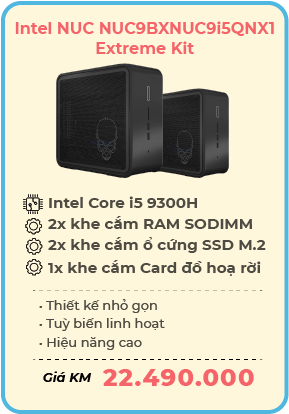 Intel NUC NUC9BXNUC9i5QNX1
Extreme Kit
Intel Core i5 9300H
2x khe cắm RAM SODIMM
2x khe cắm ổ cứng SSD M.2
1x khe cắm Card đồ hoạ rời
• Thiết kế nhỏ gọn
• Tuỳ biến linh hoạt
• Hiệu năng cao
Giá KM 22.490.000